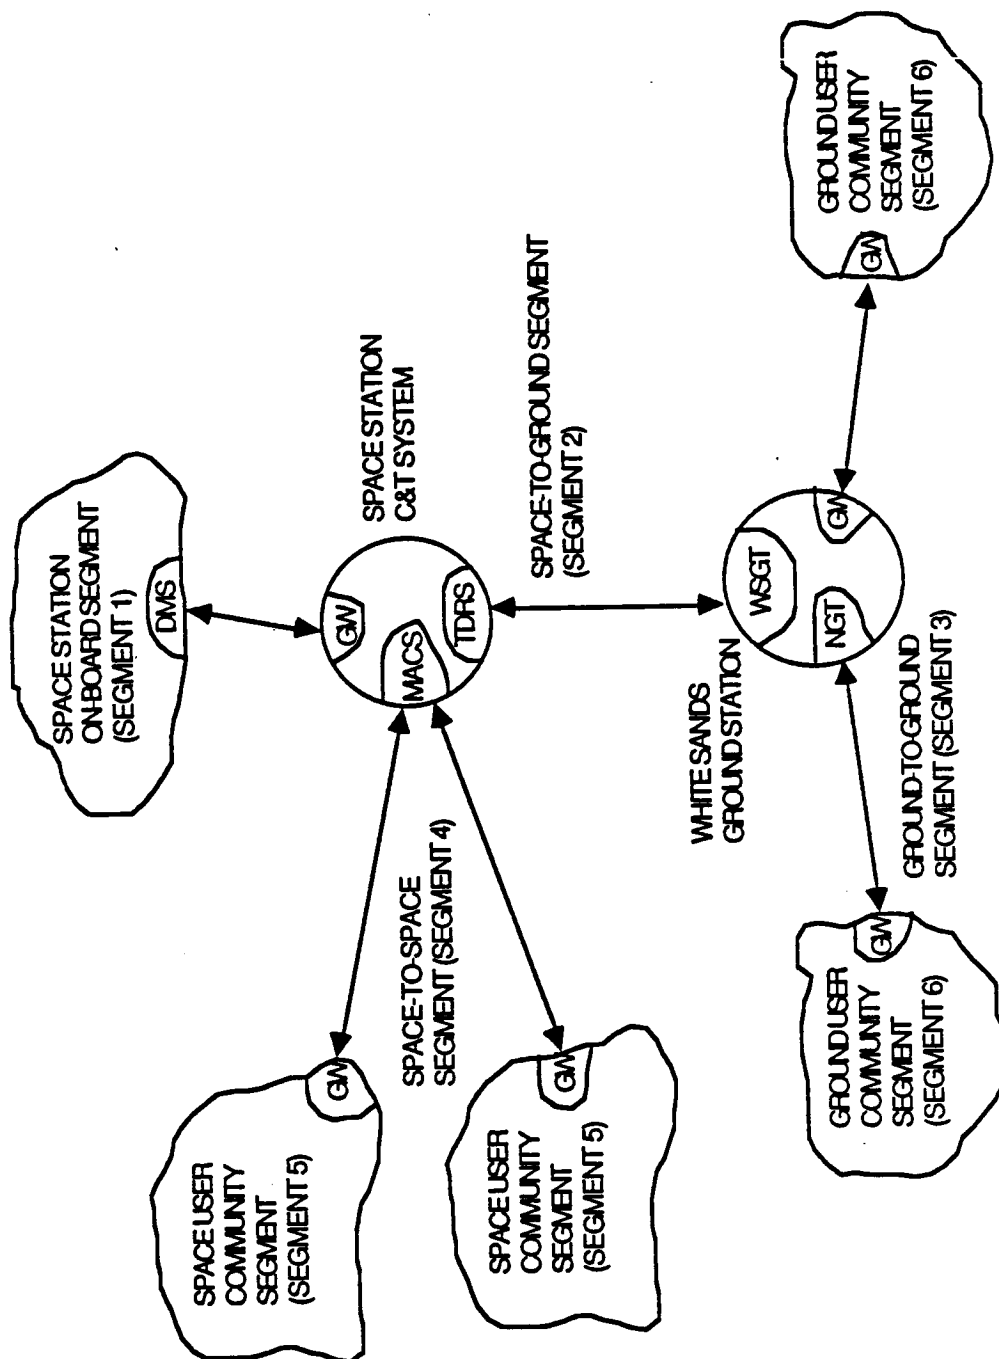 SPACE STATION
ON-BOARD SEGMENT
(SEGMENT 1)
DMS
SPACE STATION
C&T SYSTEM
GW
MACS
TDRS
SPACE-TO-SPACE
SEGMENT (SEGMENT 4)
SPACE USER
COMMUNITY
SEGMENT
(SEGMENT 5)
GW
SPACE USER
COMMUNITY
SEGMENT
(SEGMENT 5)
GW
SPACE-TO-GROUND SEGMENT
(SEGMENT 2)
WHITE SANDS
GROUND STATION
WSGT
NGT
GW
GROUND-TO-GROUND
SEGMENT (SEGMENT 3)
GROUND USER
COMMUNITY
SEGMENT
(SEGMENT 6)
GW
GROUND USER
COMMUNITY
SEGMENT
(SEGMENT 6)
GW